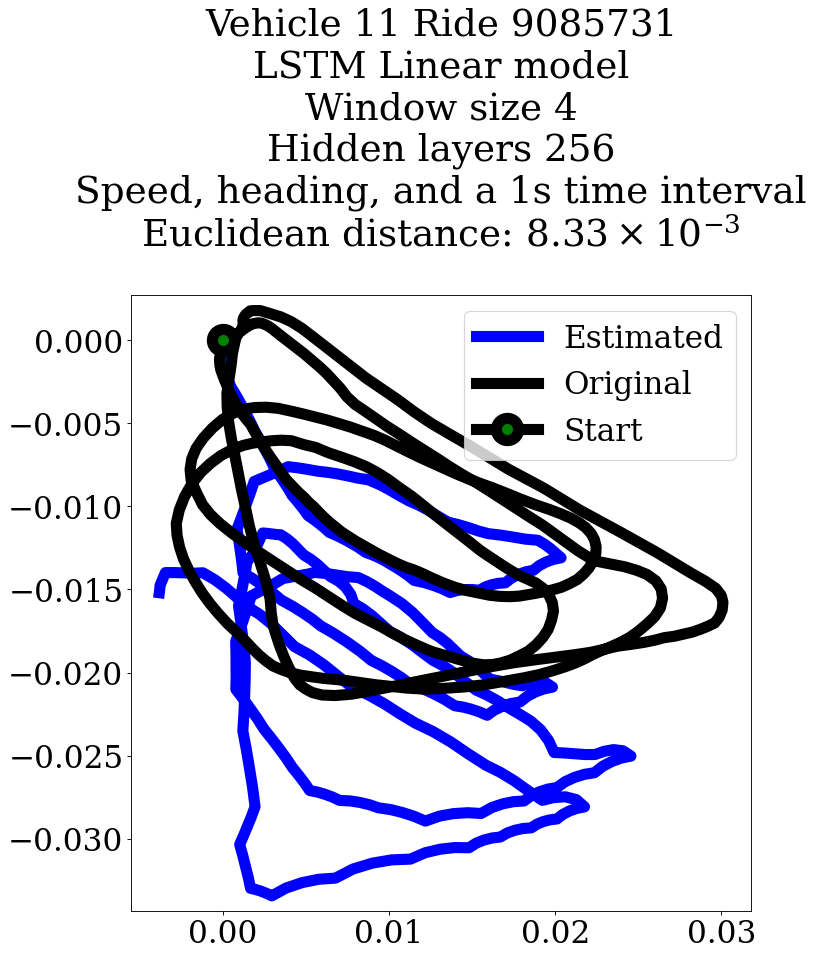 Vehicle 11 Ride 9085731
LSTM Linear model
Window size 4
Hidden layers 256
Speed, heading, and a 1s time interval
Euclidean distance: 8.33 × 10⁻³
Estimated
Original
Start
0.000
−0.005
−0.010
−0.015
−0.020
−0.025
−0.030
0.00 0.01 0.02 0.03